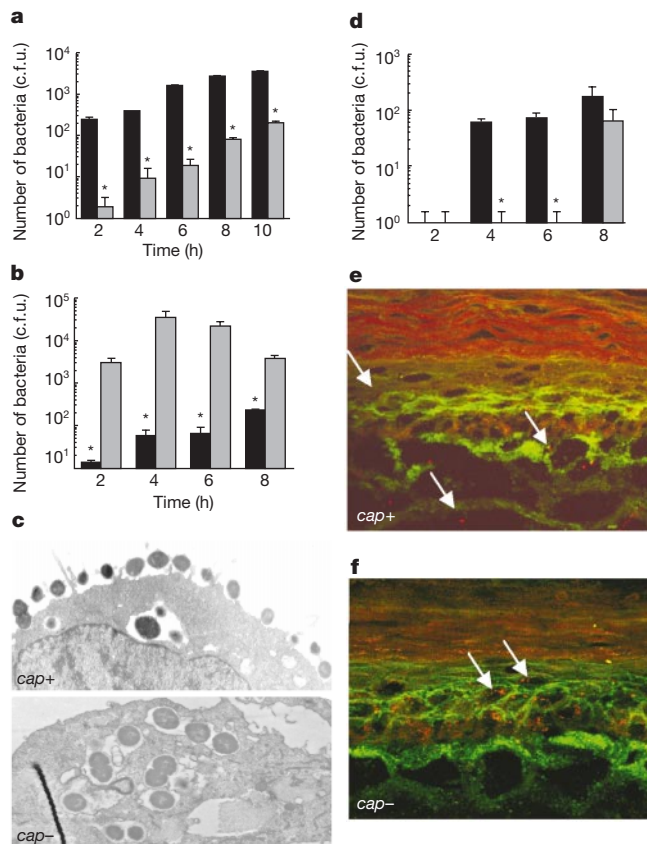 a
Number of bacteria (c.f.u.)
10⁴
10³
10²
10¹
10⁰
* * * * *
2 4 6 8 10
Time (h)
b
Number of bacteria (c.f.u.)
10⁵
10⁴
10³
10²
10¹
* * * *
2 4 6 8
Time (h)
c
cap+
cap–
d
Number of bacteria (c.f.u.)
10³
10²
10¹
10⁰
* *
2 4 6 8
e
cap+
f
cap–